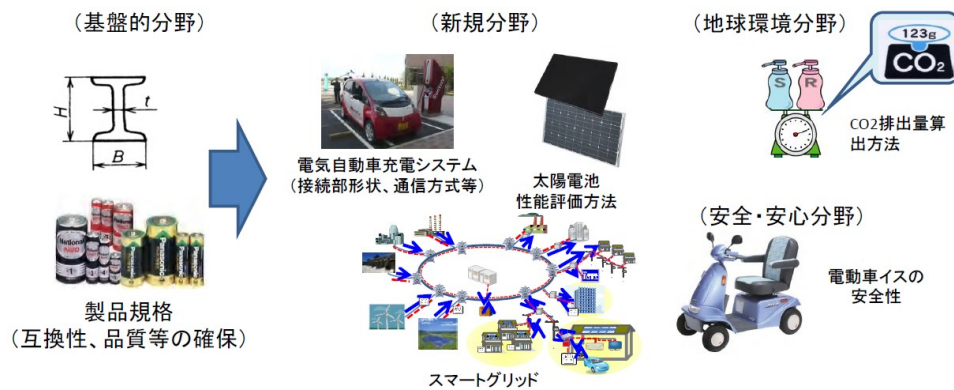 (基盤的分野)
H
t
B
National
NEO
Panasonic
製品規格
(互換性、品質等の確保)
(新規分野)
電気自動車充電システム
(接続部形状、通信方式等)
太陽電池
性能評価方法
スマートグリッド
(地球環境分野)
123g
CO2
S
R
CO2排出量算
出方法
(安全・安心分野)
電動車イスの
安全性